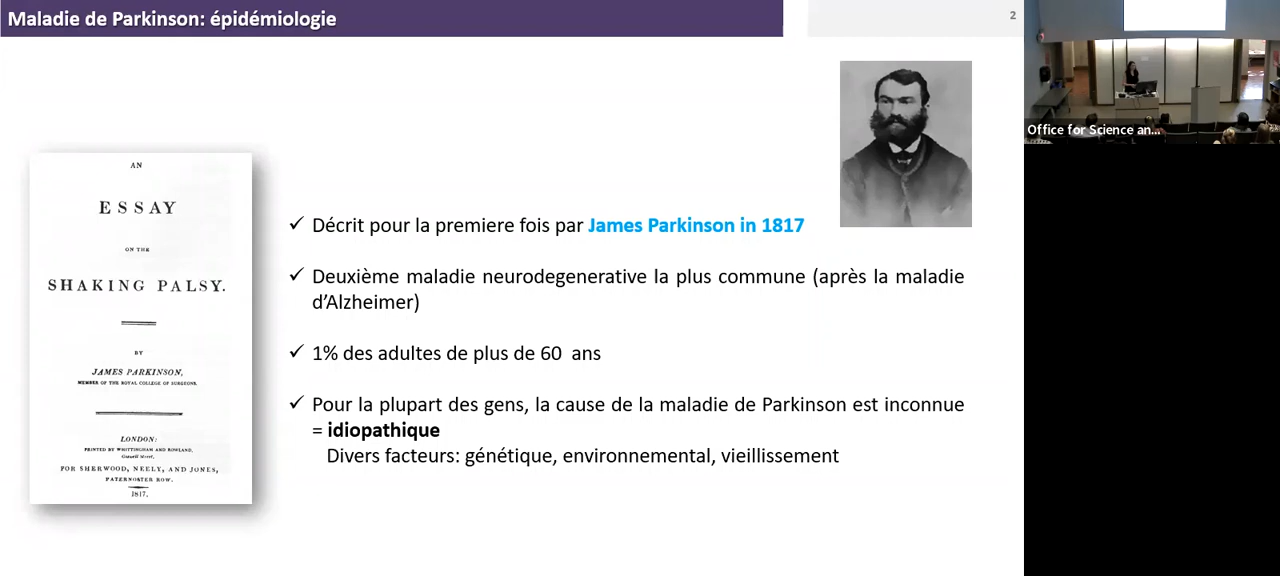 Maladie de Parkinson: épidémiologie
2
AN
ESSAY
ON THE
SHAKING PALSY.
BY
JAMES PARKINSON,
MEMBER OF THE ROYAL COLLEGE OF SURGEONS.
LONDON:
PRINTED BY WHITTINGHAM AND ROWLAND,
Goswell Street,
FOR SHERWOOD, NEELY, AND JONES,
PATERNOSTER ROW.
1817.
✓ Décrit pour la premiere fois par James Parkinson in 1817
✓ Deuxième maladie neurodegenerative la plus commune (après la maladie
d’Alzheimer)
✓ 1% des adultes de plus de 60 ans
✓ Pour la plupart des gens, la cause de la maladie de Parkinson est inconnue
= idiopathique
Divers facteurs: génétique, environnemental, vieillissement
Office for Science an...